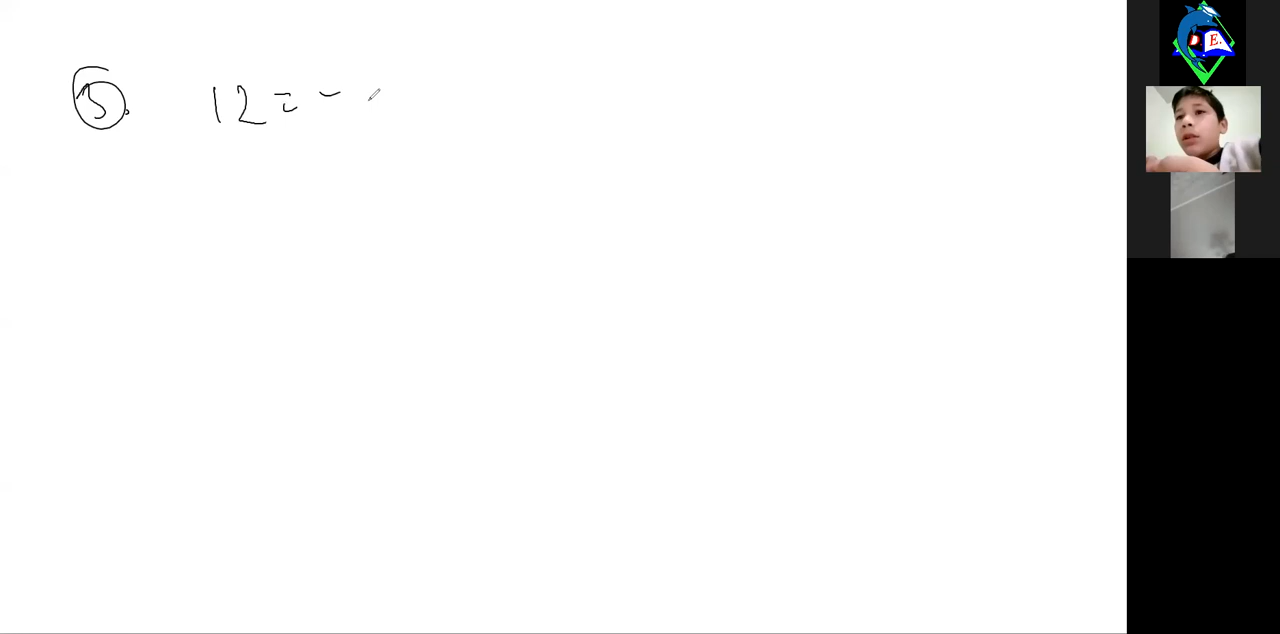 5. 12 = -
D. E.